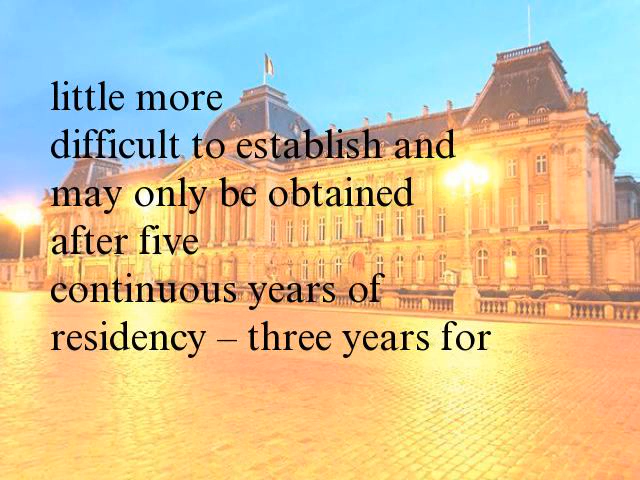 little more
difficult to establish and
may only be obtained
after five
continuous years of
residency – three years for